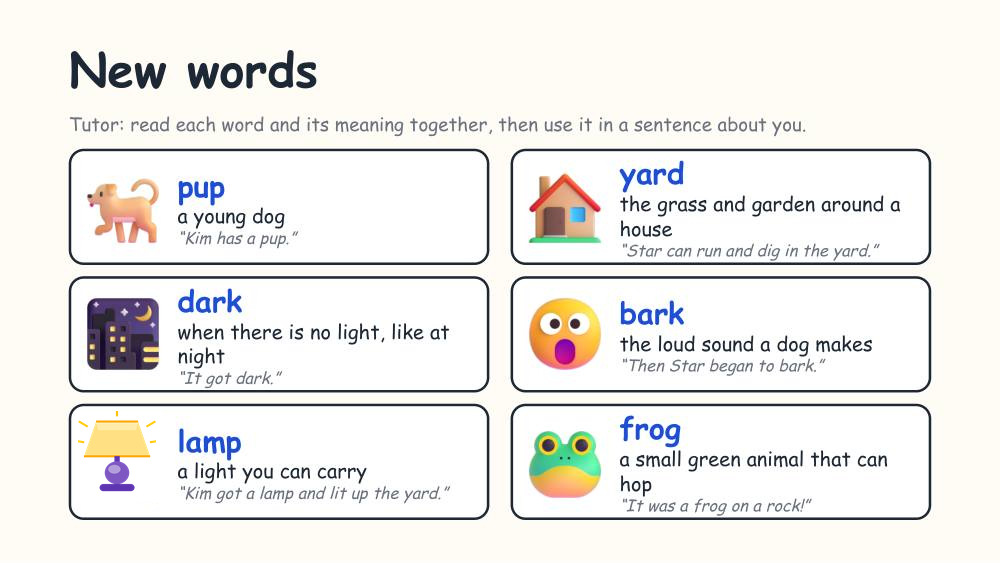 New words
Tutor: read each word and its meaning together, then use it in a sentence about you.
pup
a young dog
“Kim has a pup.”
yard
the grass and garden around a
house
“Star can run and dig in the yard.”
dark
when there is no light, like at
night
“It got dark.”
bark
the loud sound a dog makes
“Then Star began to bark.”
lamp
a light you can carry
“Kim got a lamp and lit up the yard.”
frog
a small green animal that can
hop
“It was a frog on a rock!”